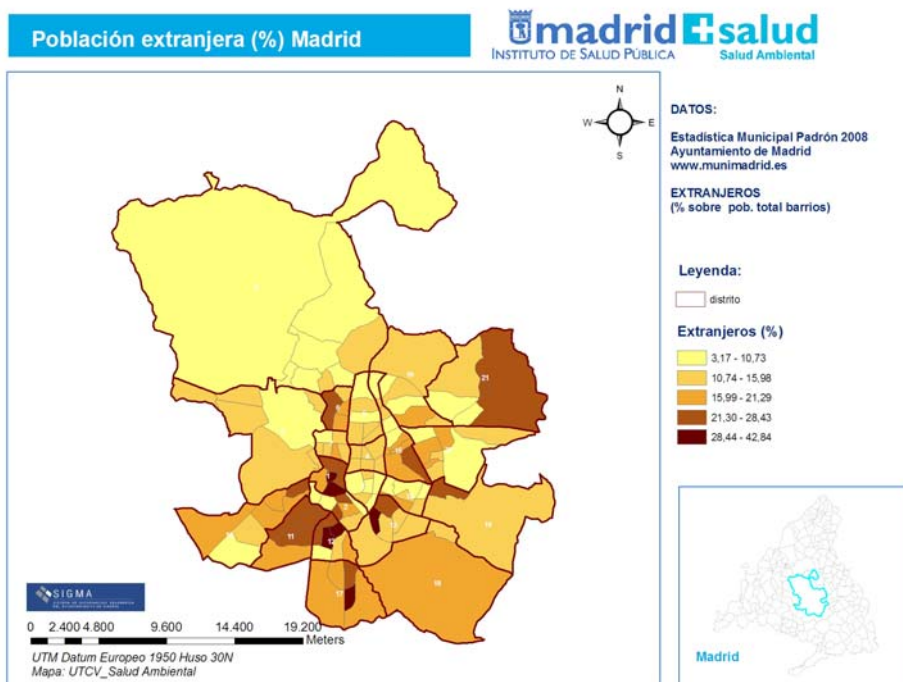 Población extranjera (%) Madrid
madrid + salud
INSTITUTO DE SALUD PÚBLICA
Salud Ambiental
N
W E
S
DATOS:
Estadística Municipal Padrón 2008
Ayuntamiento de Madrid
www.munimadrid.es
EXTRANJEROS
(% sobre pob. total barrios)
Leyenda:
distrito
Extranjeros (%)
3,17 - 10,73
10,74 - 15,98
15,99 - 21,29
21,30 - 28,43
28,44 - 42,84
21
11
18
17
SIGMA
0 2.400 4.800 9.600 14.400 19.200
Meters
UTM Datum Europeo 1950 Huso 30N
Mapa: UTCV_Salud Ambiental
Madrid